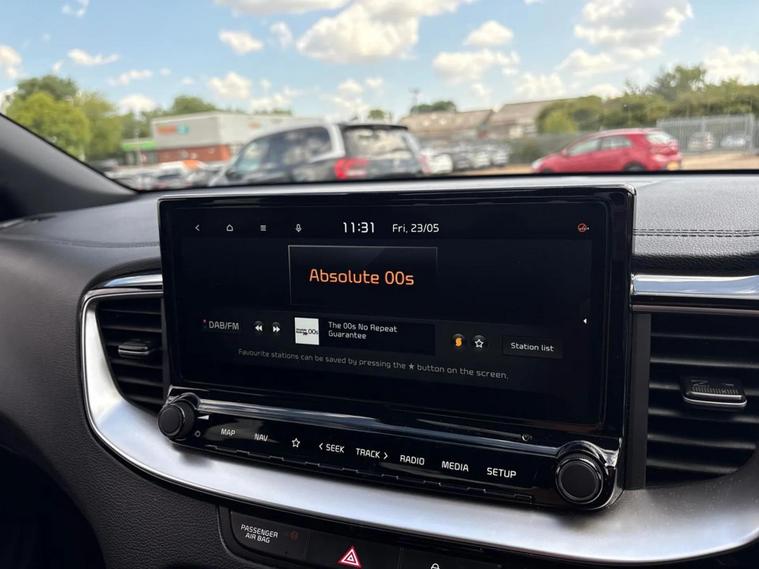 11:31 Fri, 23/05
Absolute 00s
DAB/FM
00s
The 00s No Repeat
Guarantee
Station list
Favourite stations can be saved by pressing the ★ button on the screen.
MAP NAV ☆ < SEEK TRACK > RADIO MEDIA SETUP
PASSENGER
AIR BAG